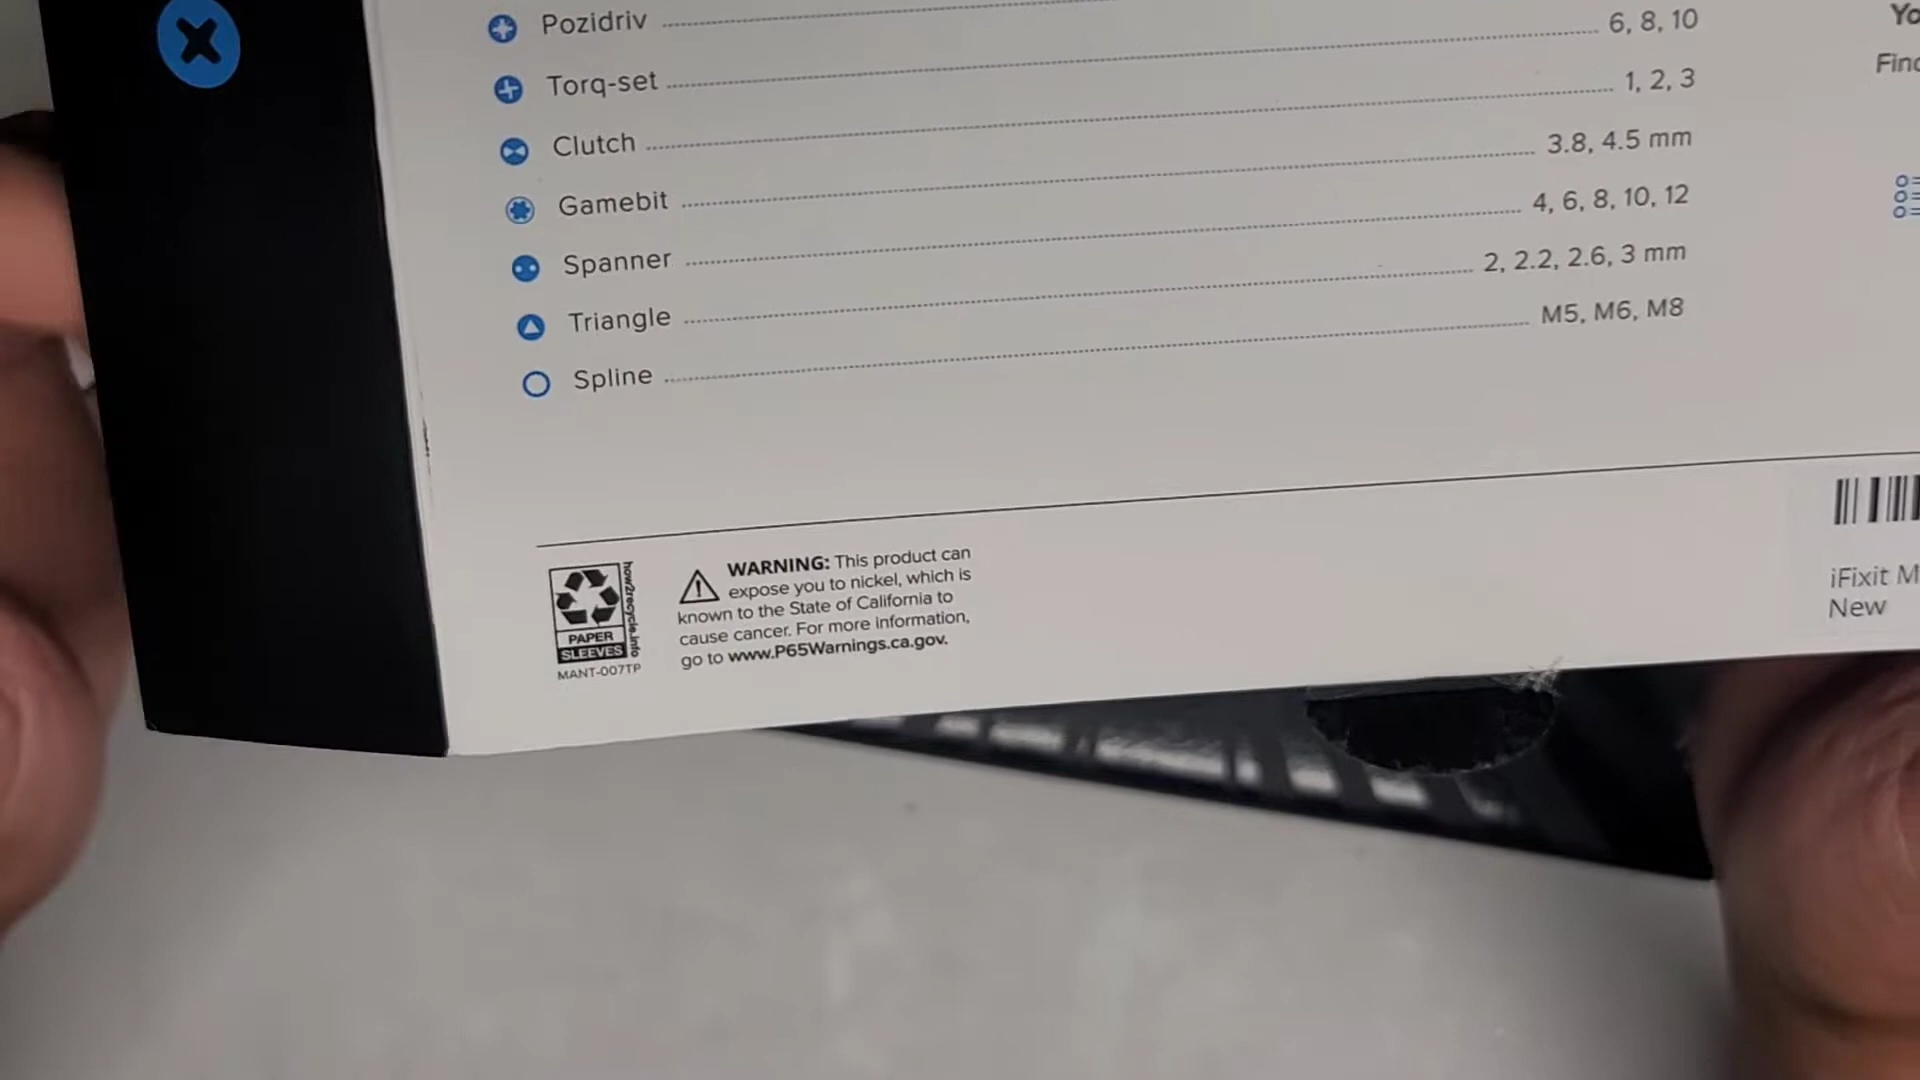 Pozidriv
Torq-set 6, 8, 10
Clutch 1, 2, 3
Gamebit 3.8, 4.5 mm
Spanner 4, 6, 8, 10, 12
Triangle 2, 2.2, 2.6, 3 mm
Spline M5, M6, M8
Yo
Find
how2recycle.info
PAPER
SLEEVES
MANT-007TP
WARNING: This product can
expose you to nickel, which is
known to the State of California to
cause cancer. For more information,
go to www.P65Warnings.ca.gov.
iFixit M
New